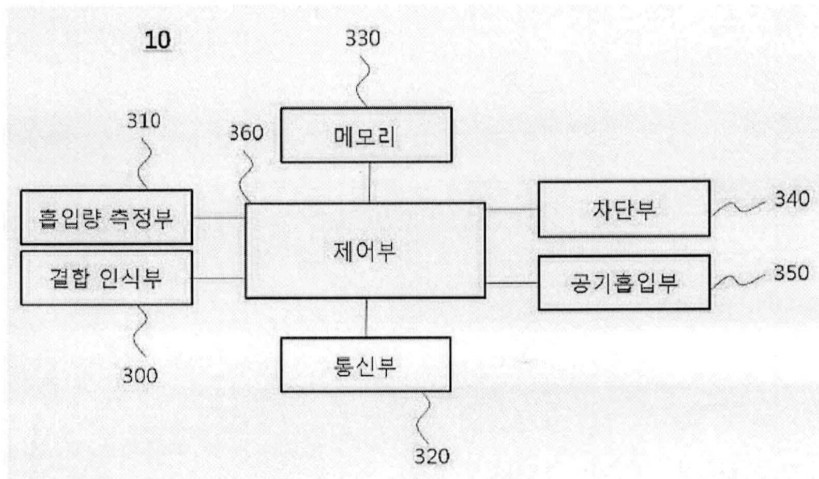 10
330
메모리
310
360
흡입량 측정부
제어부
차단부
340
결합 인식부
공기흡입부
350
300
통신부
320